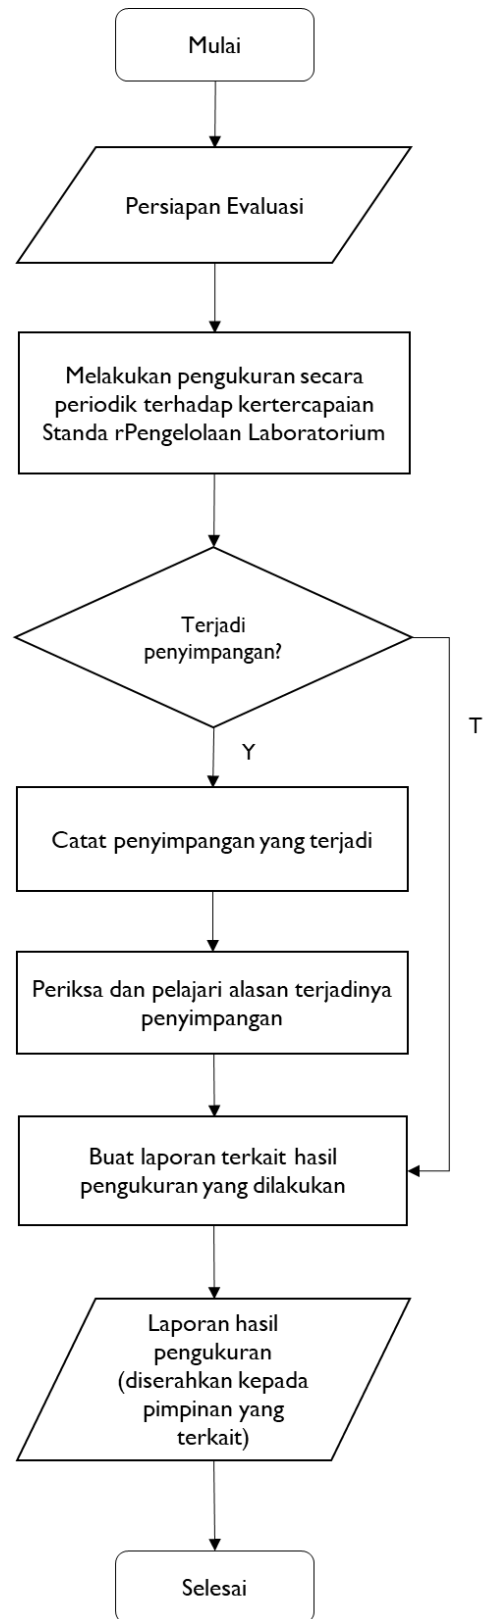 Mulai
Persiapan Evaluasi
Melakukan pengukuran secara
periodik terhadap kertercapaian
Standa rPengelolaan Laboratorium
Terjadi
penyimpangan?
T
Y
Catat penyimpangan yang terjadi
Periksa dan pelajari alasan terjadinya
penyimpangan
Buat laporan terkait hasil
pengukuran yang dilakukan
Laporan hasil
pengukuran
(diserahkan kepada
pimpinan yang
terkait)
Selesai